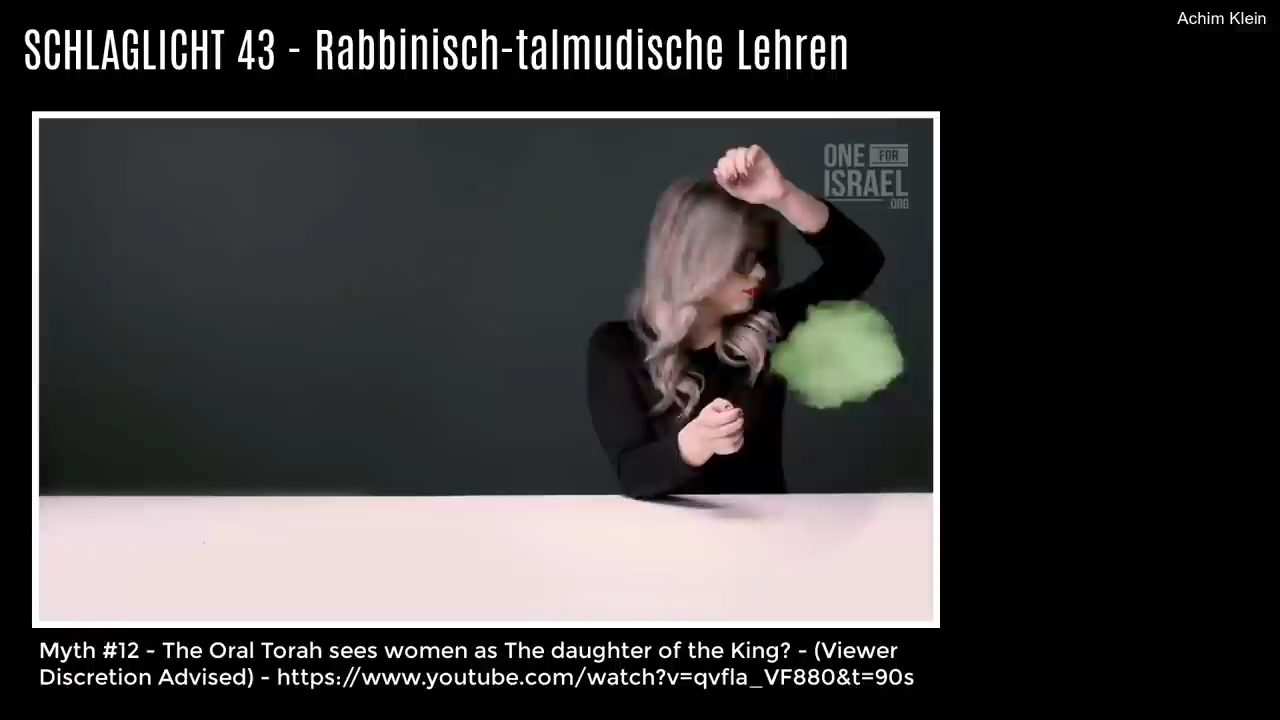 Achim Klein
SCHLAGLICHT 43 - Rabbinisch-talmudische Lehren
ONE FOR
ISRAEL
.ORG
Myth #12 - The Oral Torah sees women as The daughter of the King? - (Viewer
Discretion Advised) - https://www.youtube.com/watch?v=qvfla_VF880&t=90s